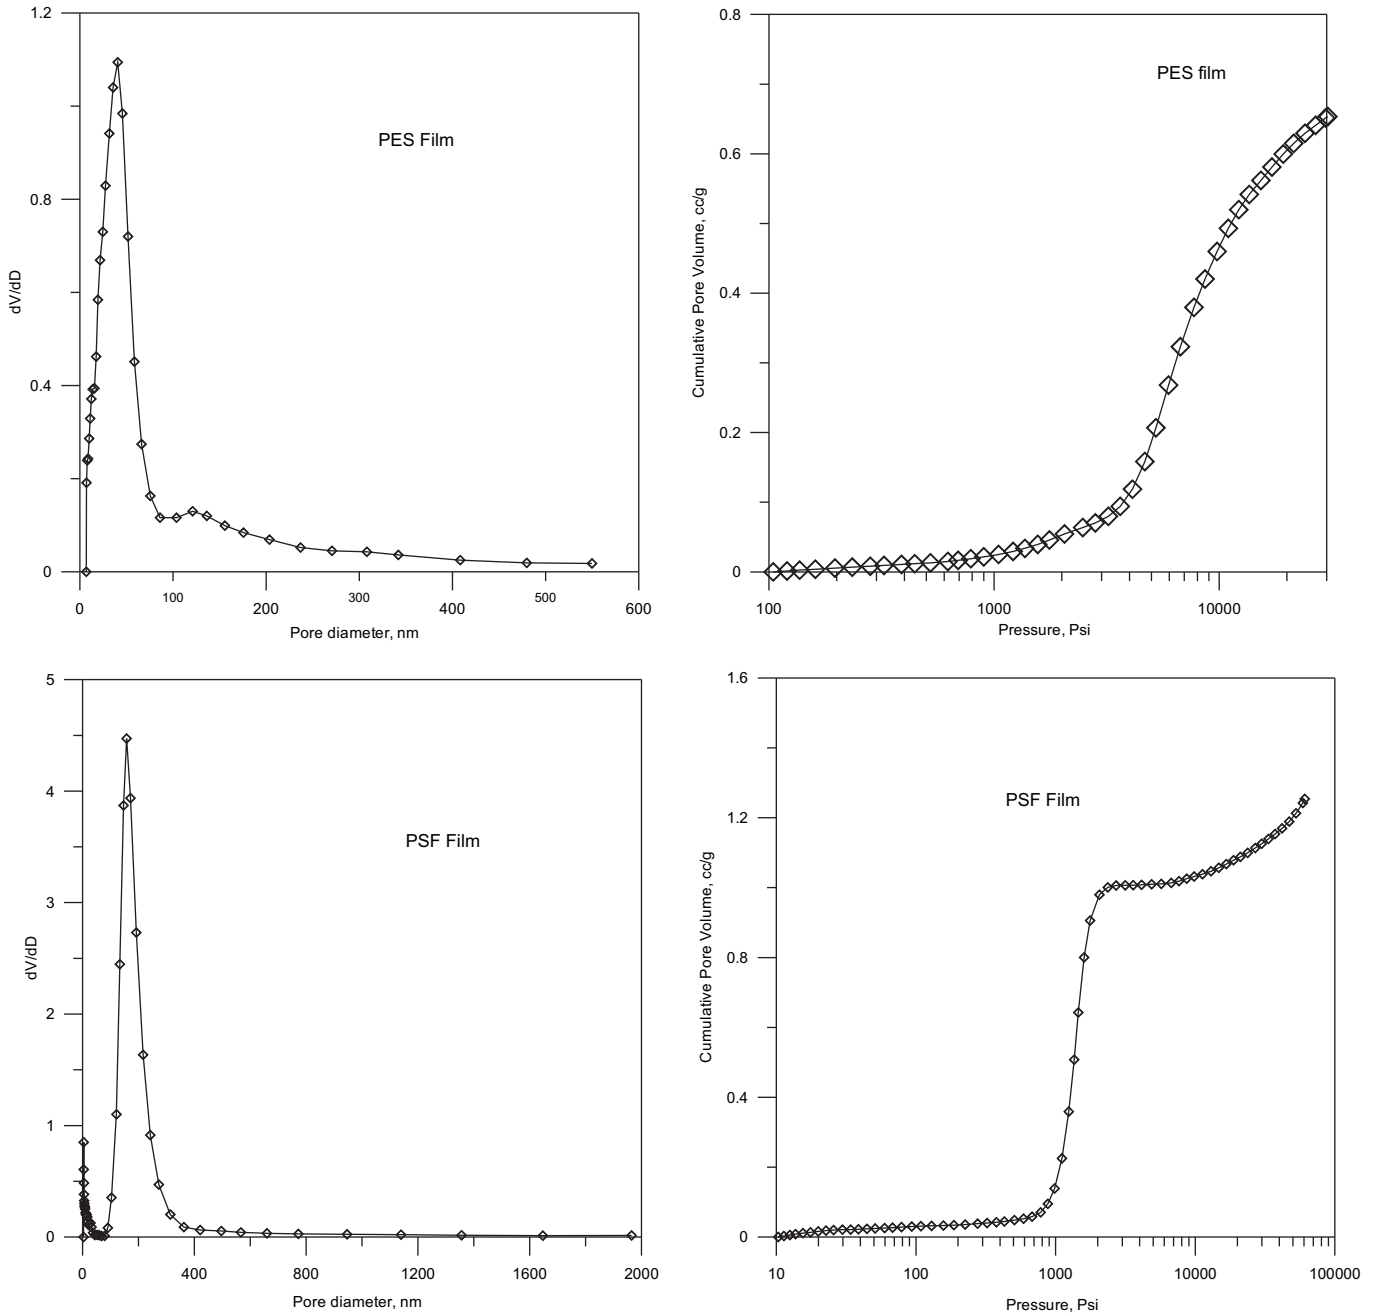 1.2
PES Film
0.8
dV/dD
0.4
0
0 100 200 300 400 500 600
Pore diameter, nm
0.8
PES film
0.6
Cumulative Pore Volume, cc/g
0.4
0.2
0
100 1000 10000
Pressure, Psi
5
4
PSF Film
3
dV/dD
2
1
0
0 400 800 1200 1600 2000
Pore diameter, nm
1.6
PSF Film
1.2
Cumulative Pore Volume, cc/g
0.8
0.4
0
10 100 1000 10000 100000
Pressure, Psi